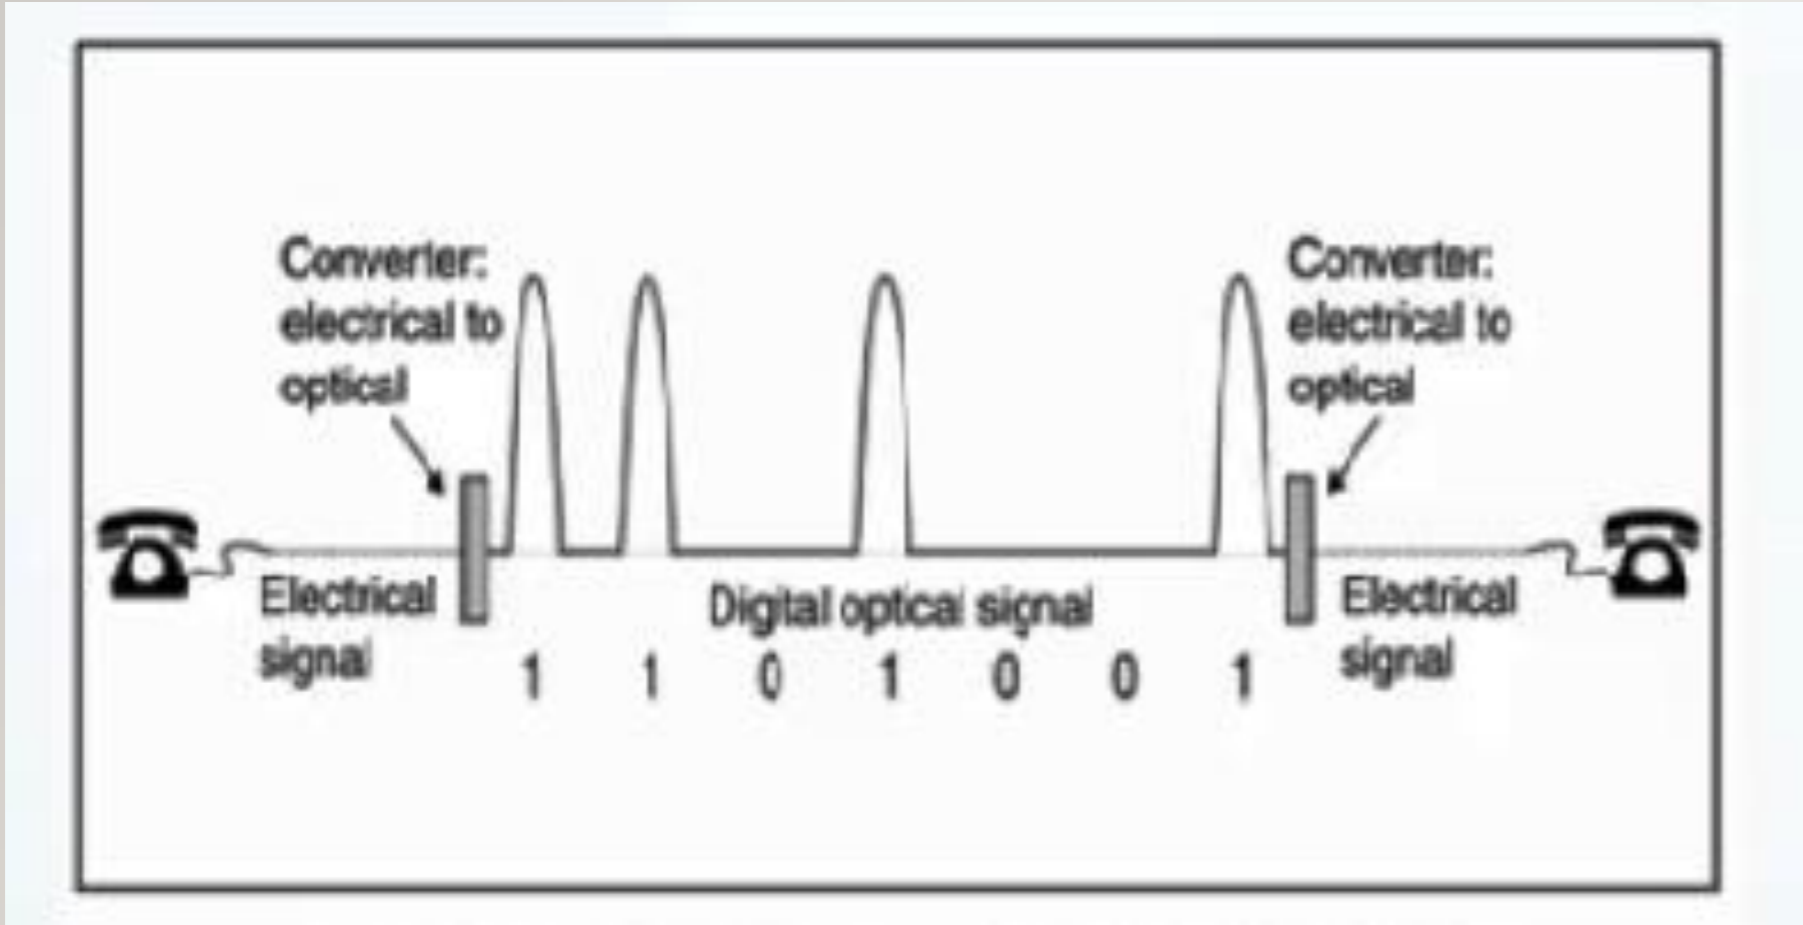 Converter:
electrical to
optical
Converter:
electrical to
optical
Electrical
signal
Digital optical signal
Electrical
signal
1 1 0 1 0 0 1